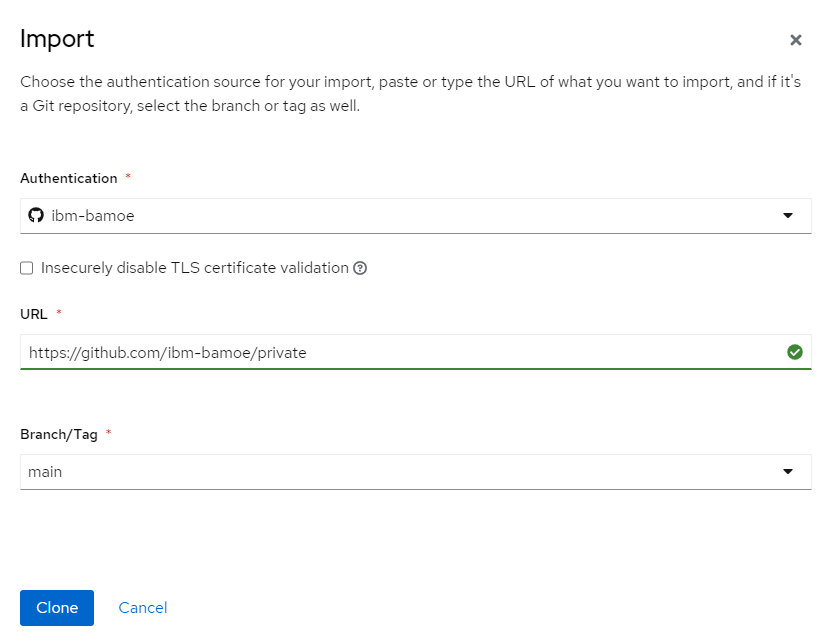 Import
Choose the authentication source for your import, paste or type the URL of what you want to import, and if it's
a Git repository, select the branch or tag as well.
Authentication *
ibm-bamoe
Insecurely disable TLS certificate validation
URL *
https://github.com/ibm-bamoe/private
Branch/Tag *
main
Clone Cancel